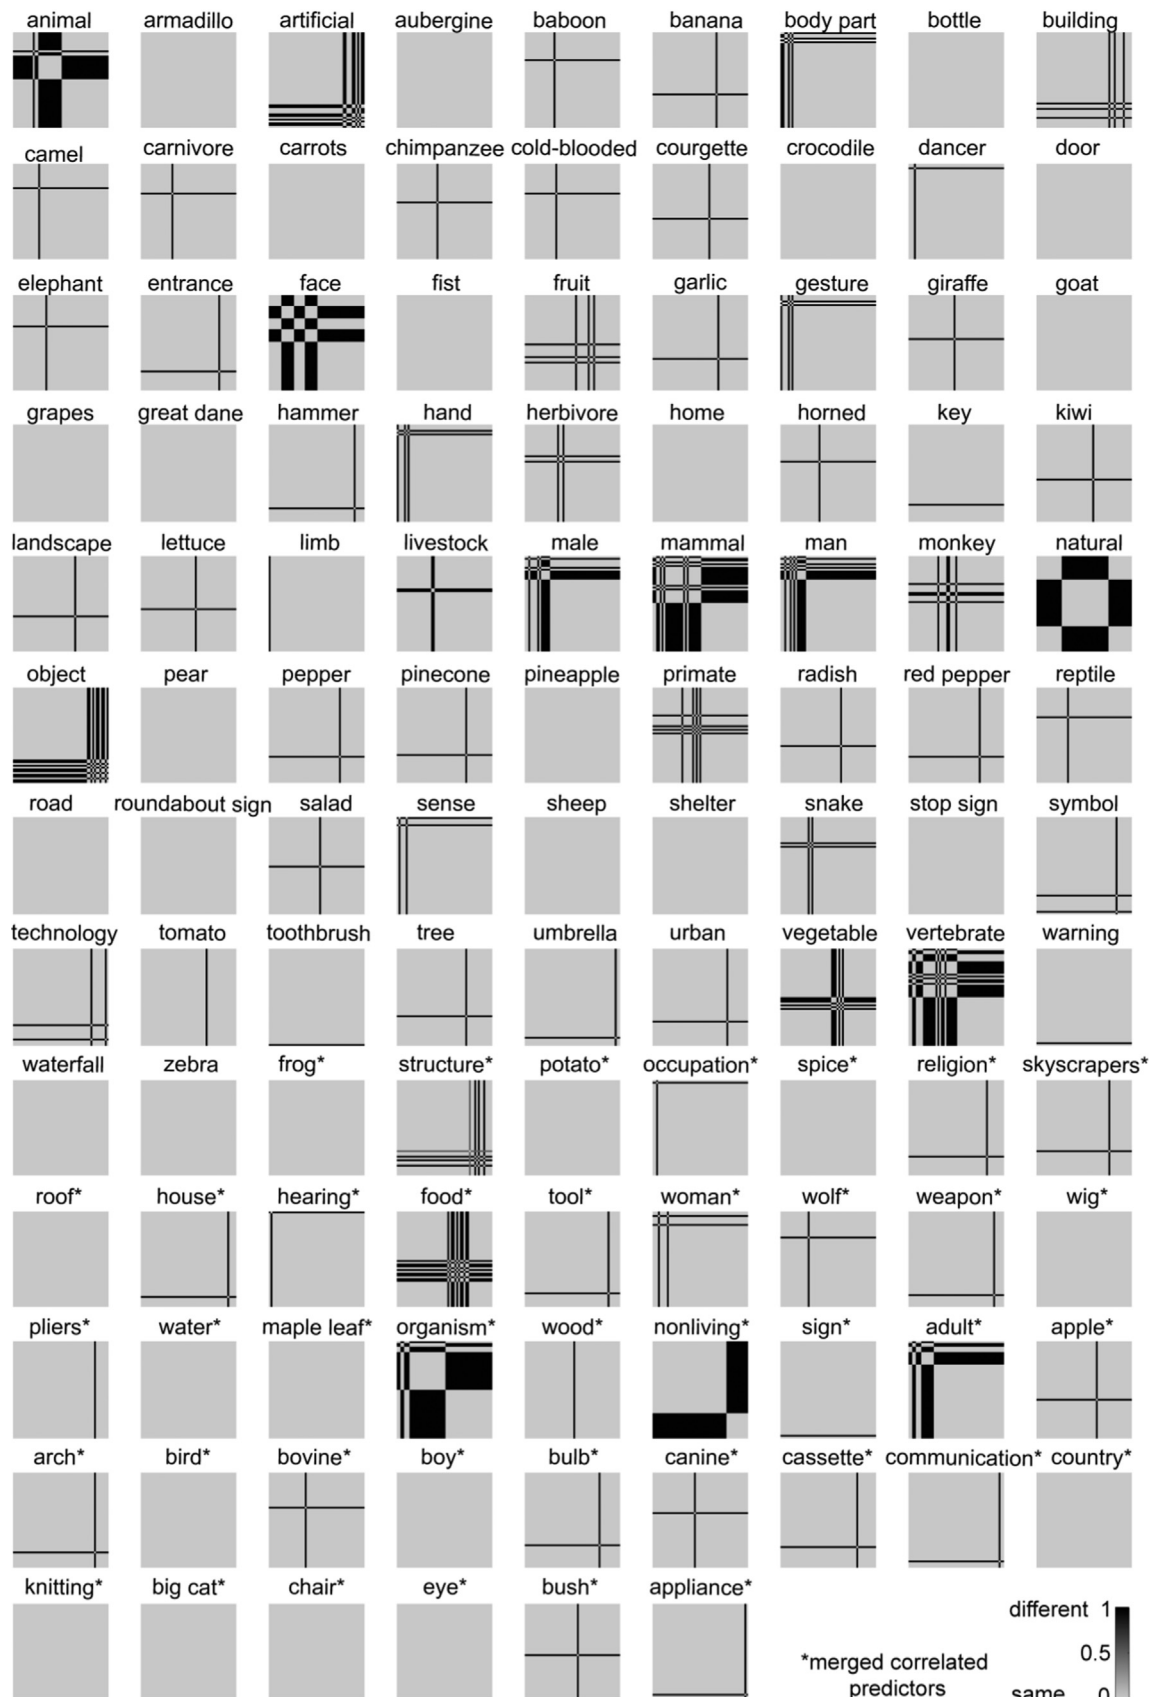 animal armadillo artificial aubergine baboon banana body part bottle building
camel carnivore carrots chimpanzee cold-blooded courgette crocodile dancer door
elephant entrance face fist fruit garlic gesture giraffe goat
grapes great dane hammer hand herbivore home horned key kiwi
landscape lettuce limb livestock male mammal man monkey natural
object pear pepper pinecone pineapple primate radish red pepper reptile
road roundabout sign salad sense sheep shelter snake stop sign symbol
technology tomato toothbrush tree umbrella urban vegetable vertebrate warning
waterfall zebra frog* structure* potato* occupation* spice* religion* skyscrapers*
roof* house* hearing* food* tool* woman* wolf* weapon* wig*
pliers* water* maple leaf* organism* wood* nonliving* sign* adult* apple*
arch* bird* bovine* boy* bulb* canine* cassette* communication* country*
knitting* big cat* chair* eye* bush* appliance*
different 1
0.5
*merged correlated
predictors
same 0